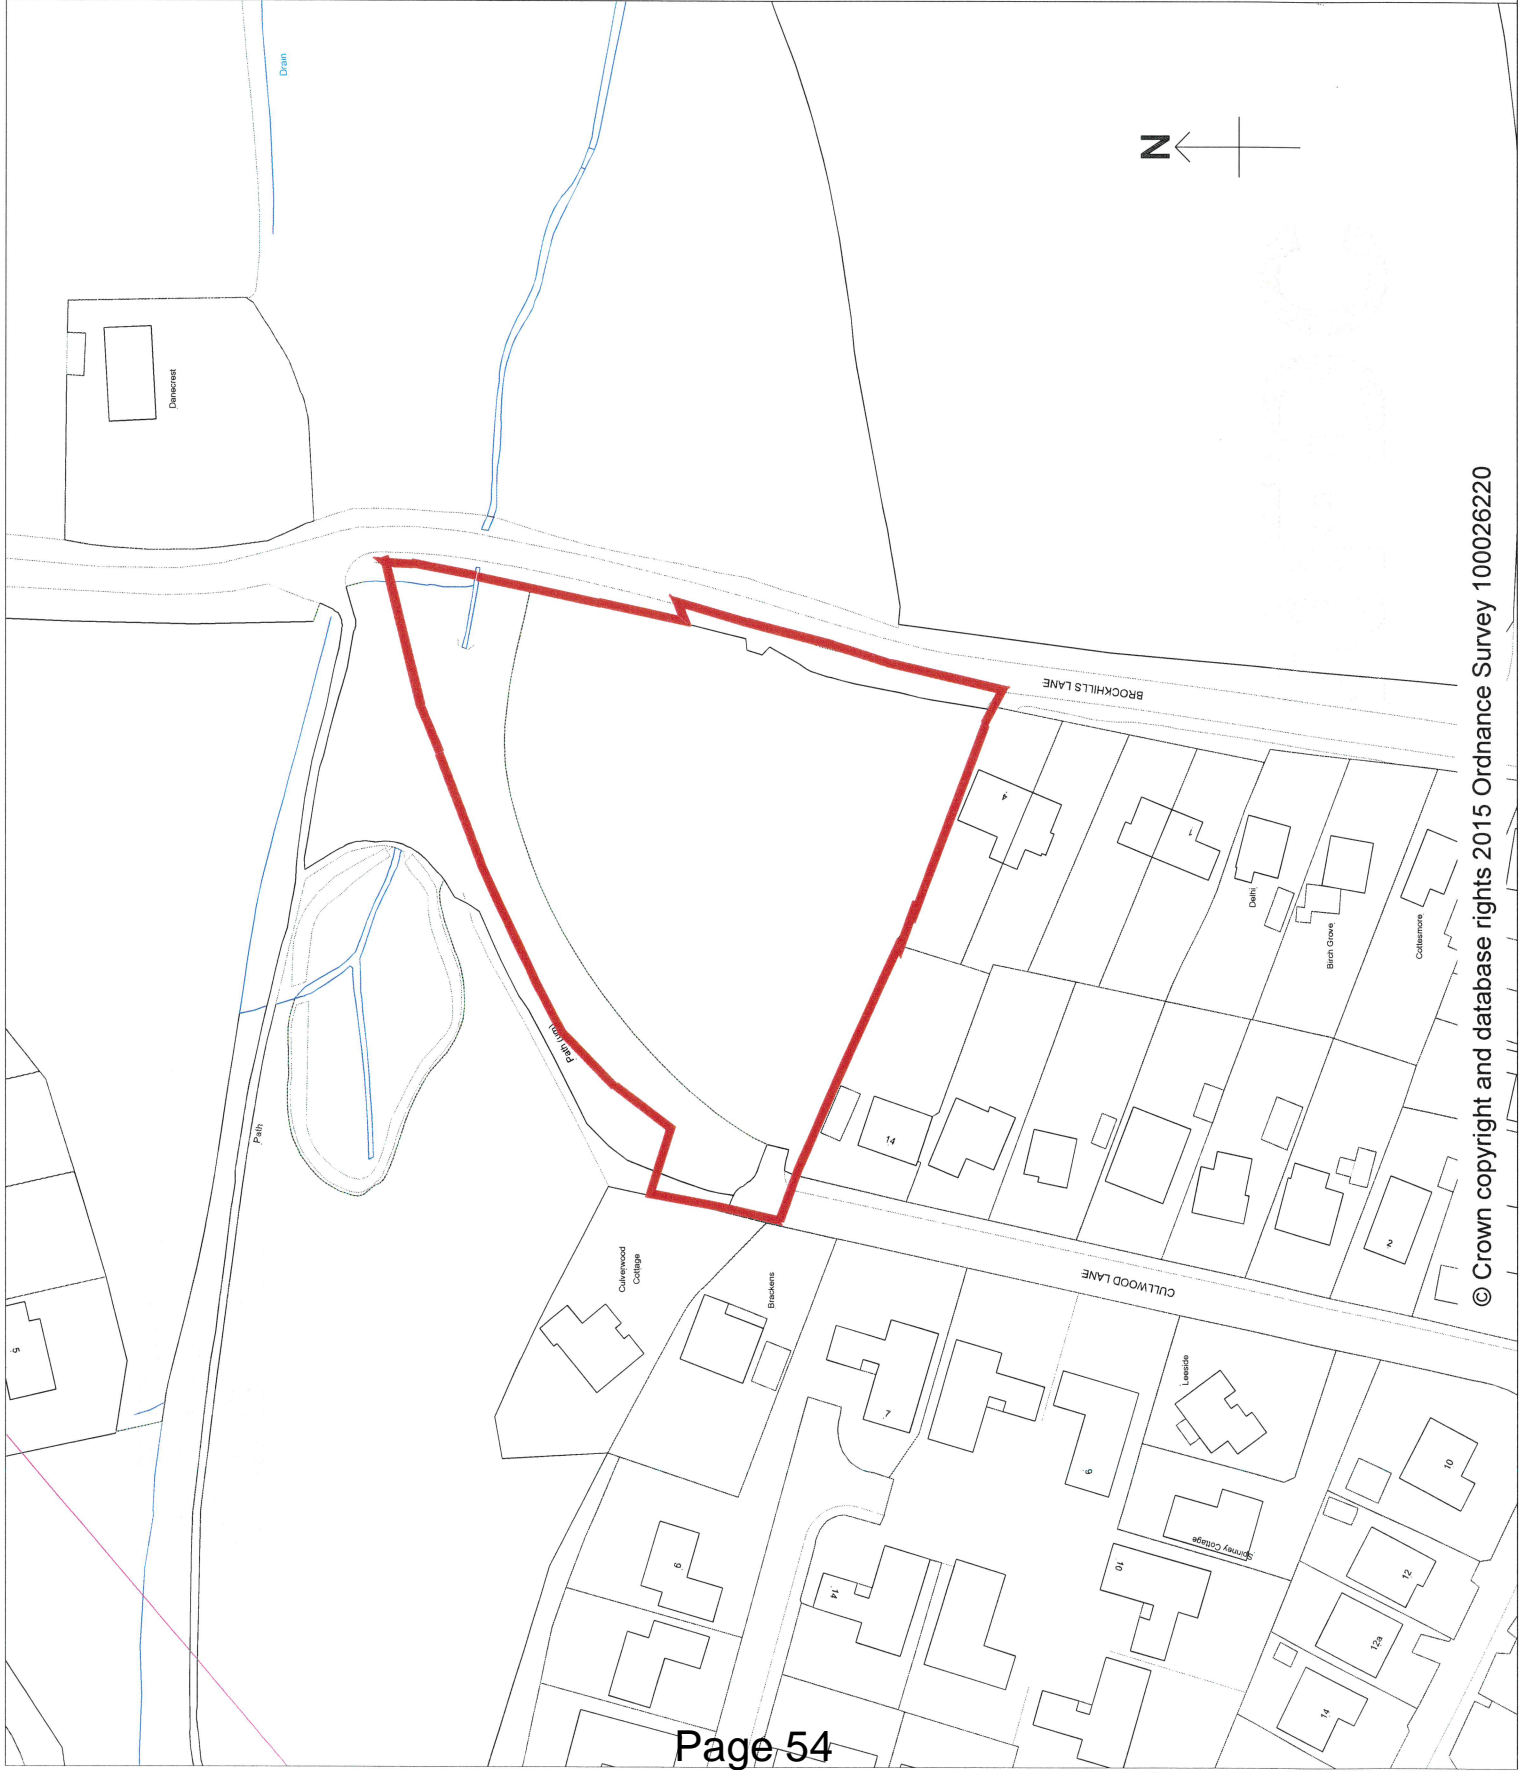 Drain
N
Danecrest
BROCKHILLS LANE
4
1
Delhi
Birch Grove
Cottesmore
Path (um)
Path
14
2
CULLWOOD LANE
Culverwood
Cottage
Brackens
5
7
9
Leeside
10
Spinney Cottage
9
14
10
12
12a
14
© Crown copyright and database rights 2015 Ordnance Survey 100026220
Page 54